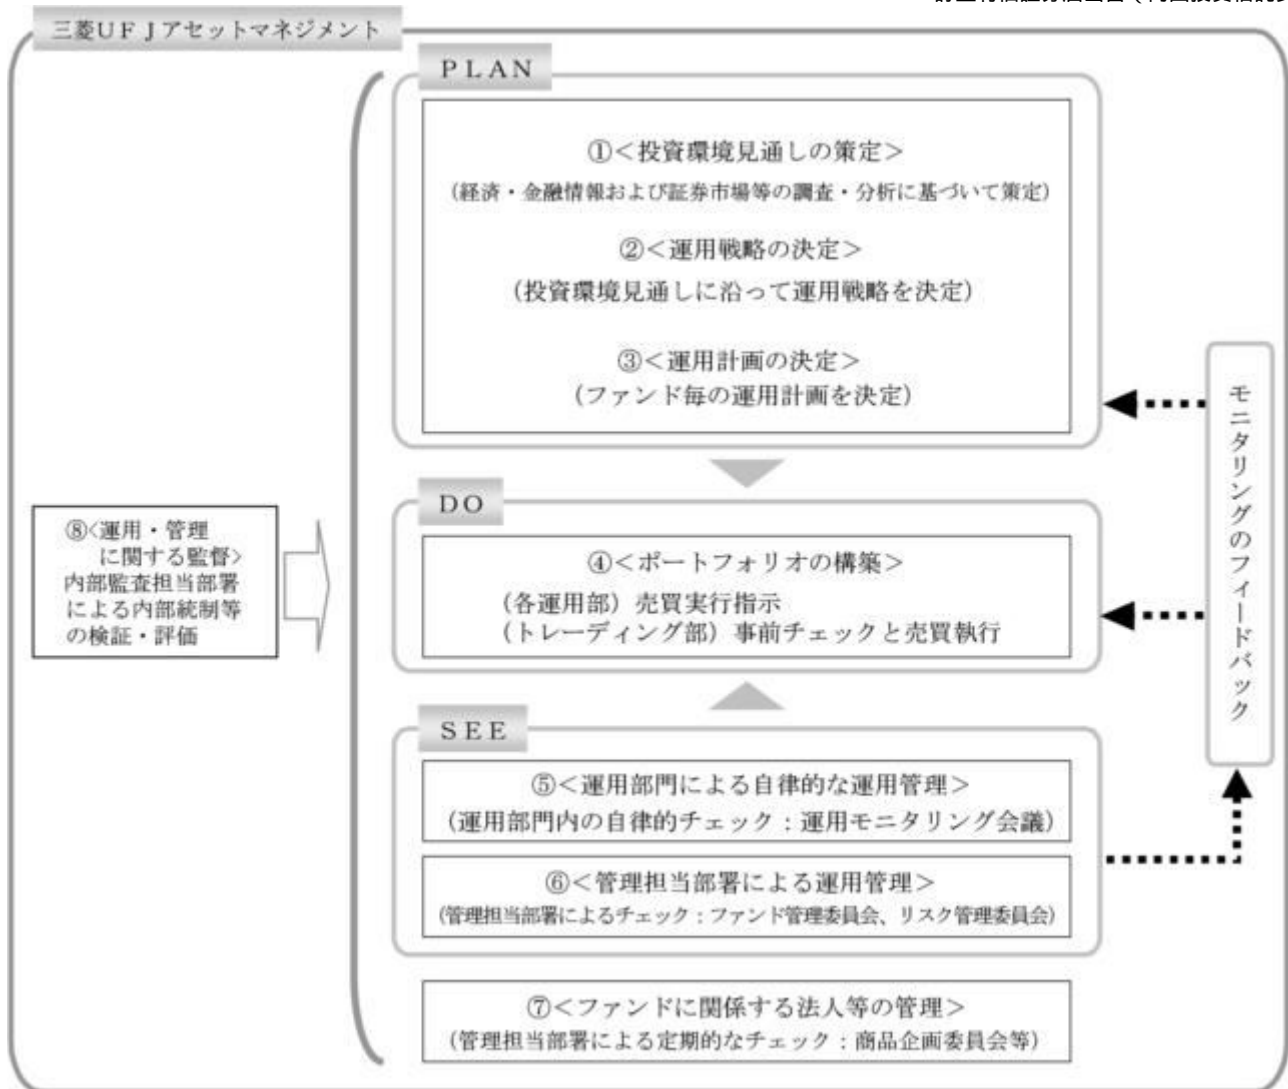 三菱UFJアセットマネジメント
PLAN
①<投資環境見通しの策定>
(経済・金融情報および証券市場等の調査・分析に基づいて策定)
②<運用戦略の決定>
(投資環境見通しに沿って運用戦略を決定)
③<運用計画の決定>
(ファンド毎の運用計画を決定)
DO
④<ポートフォリオの構築>
(各運用部)売買実行指示
(トレーディング部)事前チェックと売買執行
SEE
⑤<運用部門による自律的な運用管理>
(運用部門内の自律的チェック:運用モニタリング会議)
⑥<管理担当部署による運用管理>
(管理担当部署によるチェック:ファンド管理委員会、リスク管理委員会)
⑦<ファンドに関係する法人等の管理>
(管理担当部署による定期的なチェック:商品企画委員会等)
⑧<運用・管理
に関する監督>
内部監査担当部署
による内部統制等
の検証・評価
モニタリングのフィードバック